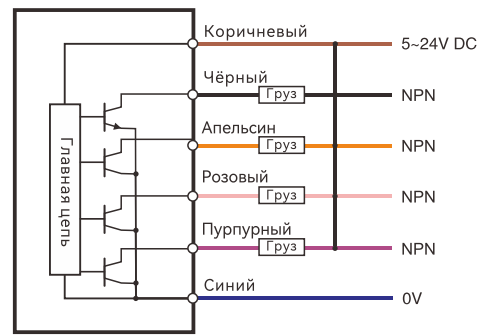 Коричневый
5~24V DC
Чёрный
Груз
NPN
Апельсин
Груз
NPN
Главная цепь
Розовый
Груз
NPN
Пурпурный
Груз
NPN
Синий
0V